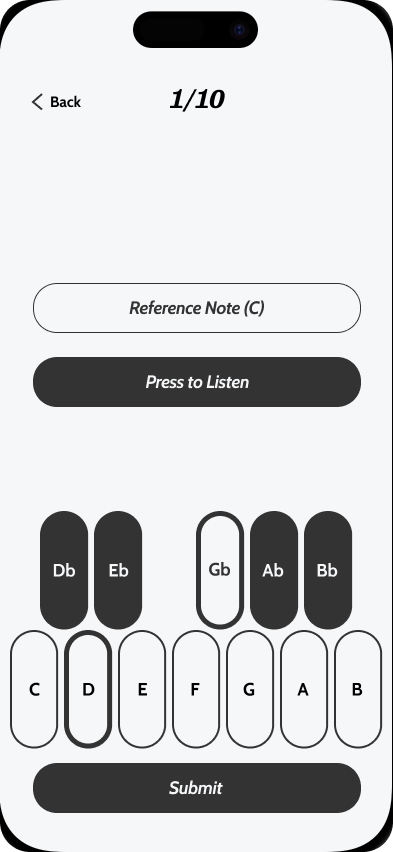 Back
1/10
Reference Note (C)
Press to Listen
Db Eb Gb Ab Bb
C D E F G A B
Submit